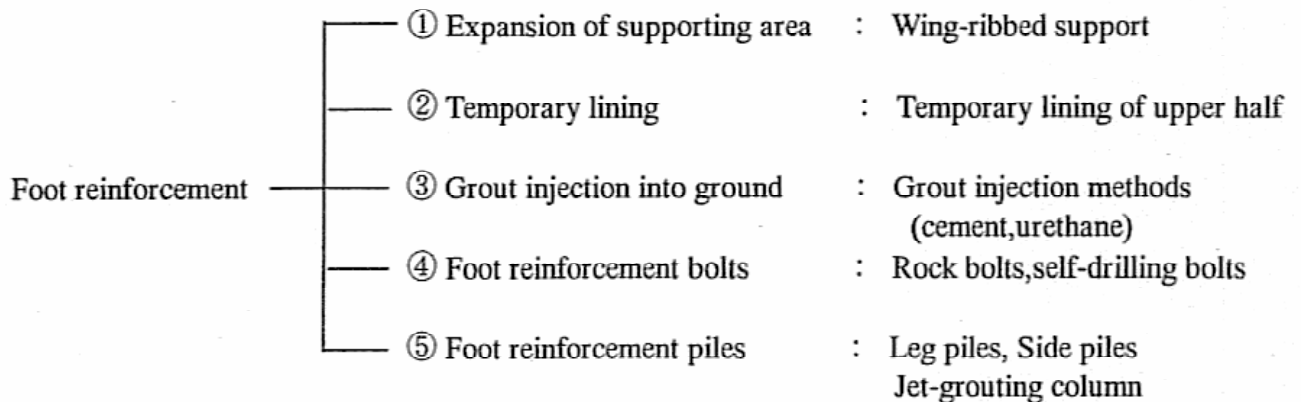 ① Expansion of supporting area : Wing-ribbed support
② Temporary lining : Temporary lining of upper half
Foot reinforcement ③ Grout injection into ground : Grout injection methods
(cement,urethane)
④ Foot reinforcement bolts : Rock bolts,self-drilling bolts
⑤ Foot reinforcement piles : Leg piles, Side piles
Jet-grouting column